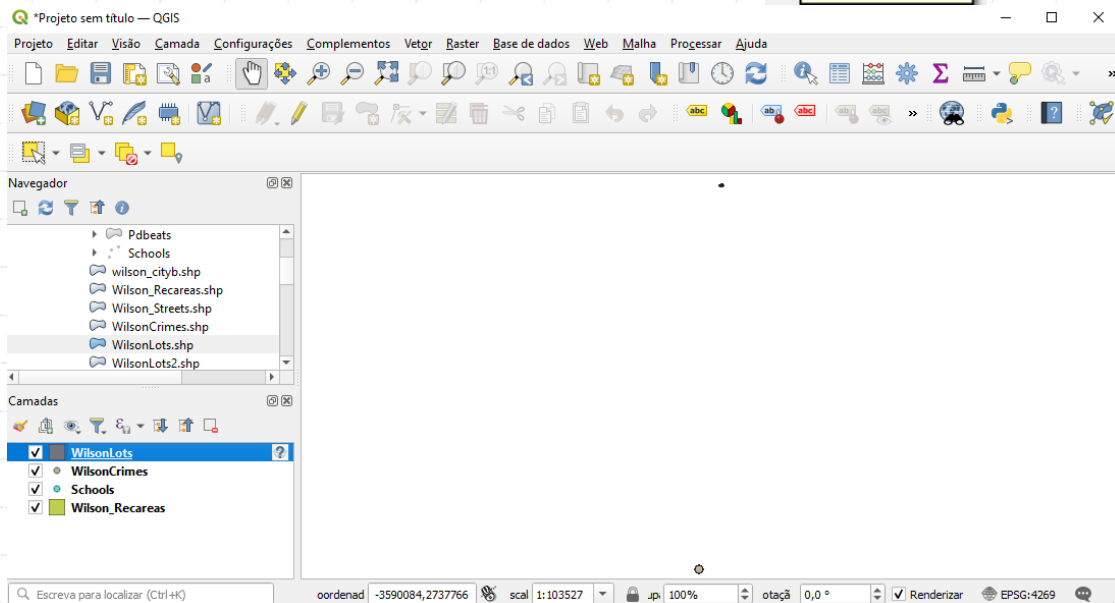 *Projeto sem título — QGIS
Projeto Editar Visão Camada Configurações Complementos Vetor Raster Base de dados Web Malha Processar Ajuda
Navegador
Pdbeats
Schools
wilson_cityb.shp
Wilson_Recareas.shp
Wilson_Streets.shp
WilsonCrimes.shp
WilsonLots.shp
WilsonLots2.shp
Camadas
WilsonLots ?
WilsonCrimes
Schools
Wilson_Recareas
Escreva para localizar (Ctrl+K) oordenad -3590084,2737766 scal 1:103527 up. 100% otaçã 0,0 ° Renderizar EPSG:4269